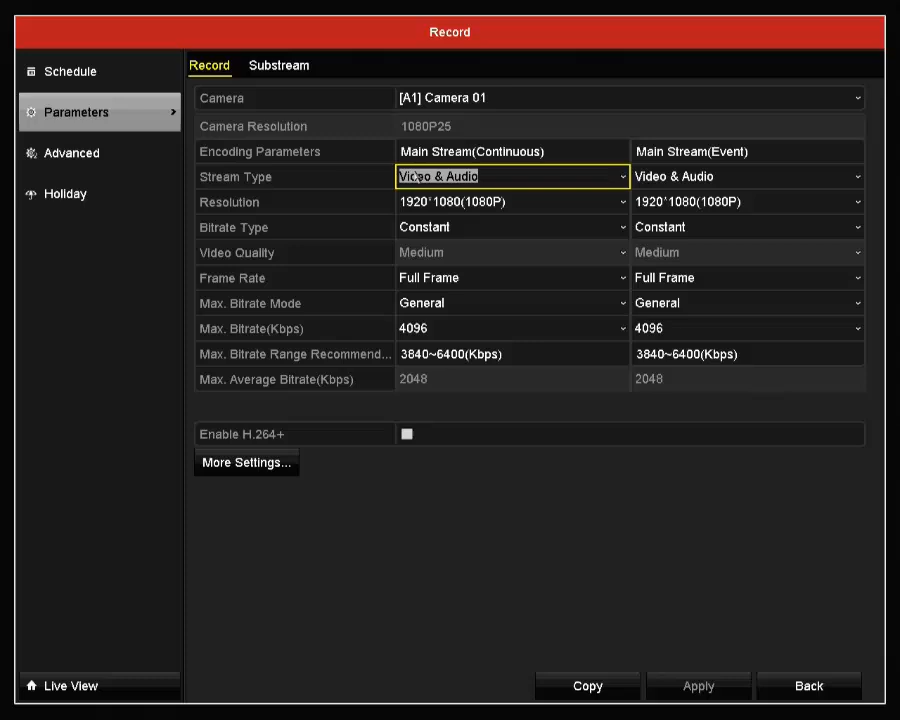 Record
Schedule
Parameters
Advanced
Holiday
Record Substream
Camera [A1] Camera 01
Camera Resolution 1080P25
Encoding Parameters Main Stream(Continuous) Main Stream(Event)
Stream Type Video & Audio Video & Audio
Resolution 1920*1080(1080P) 1920*1080(1080P)
Bitrate Type Constant Constant
Video Quality Medium Medium
Frame Rate Full Frame Full Frame
Max. Bitrate Mode General General
Max. Bitrate(Kbps) 4096 4096
Max. Bitrate Range Recommend... 3840~6400(Kbps) 3840~6400(Kbps)
Max. Average Bitrate(Kbps) 2048 2048
Enable H.264+
More Settings...
Live View
Copy Apply Back